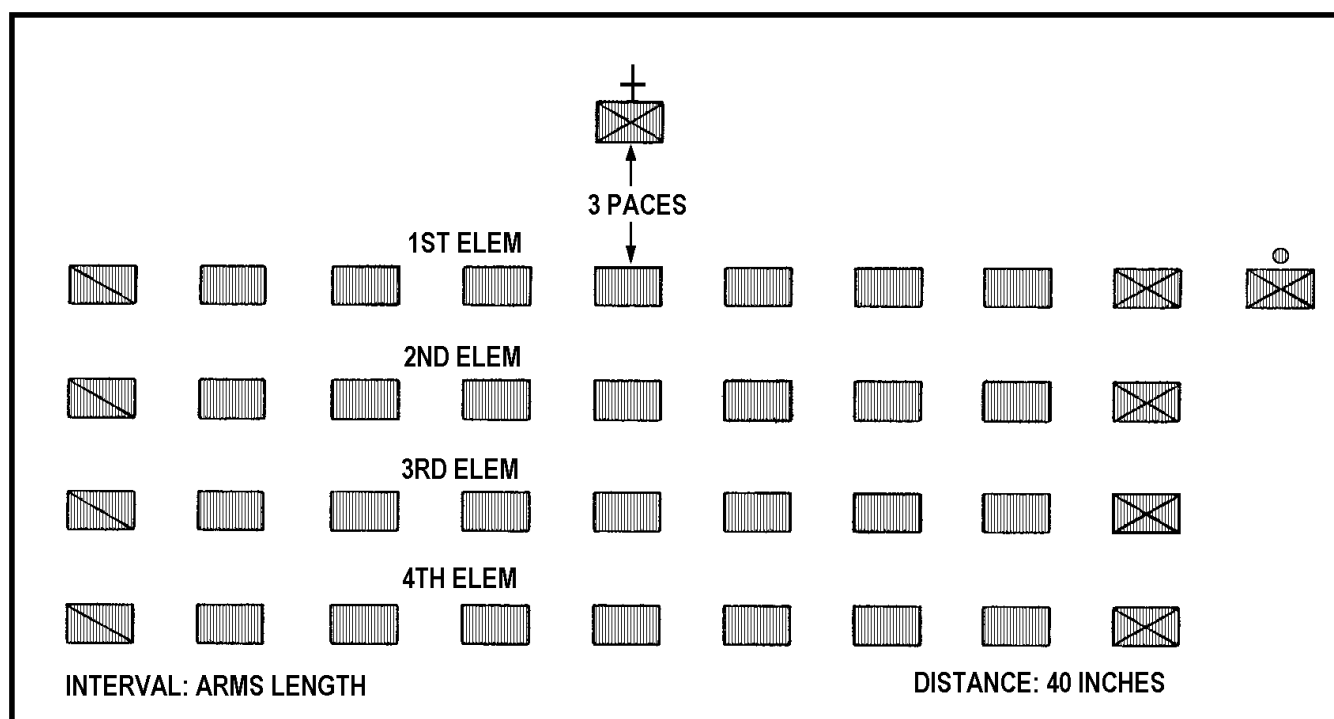 3 PACES
1ST ELEM
2ND ELEM
3RD ELEM
4TH ELEM
INTERVAL: ARMS LENGTH
DISTANCE: 40 INCHES